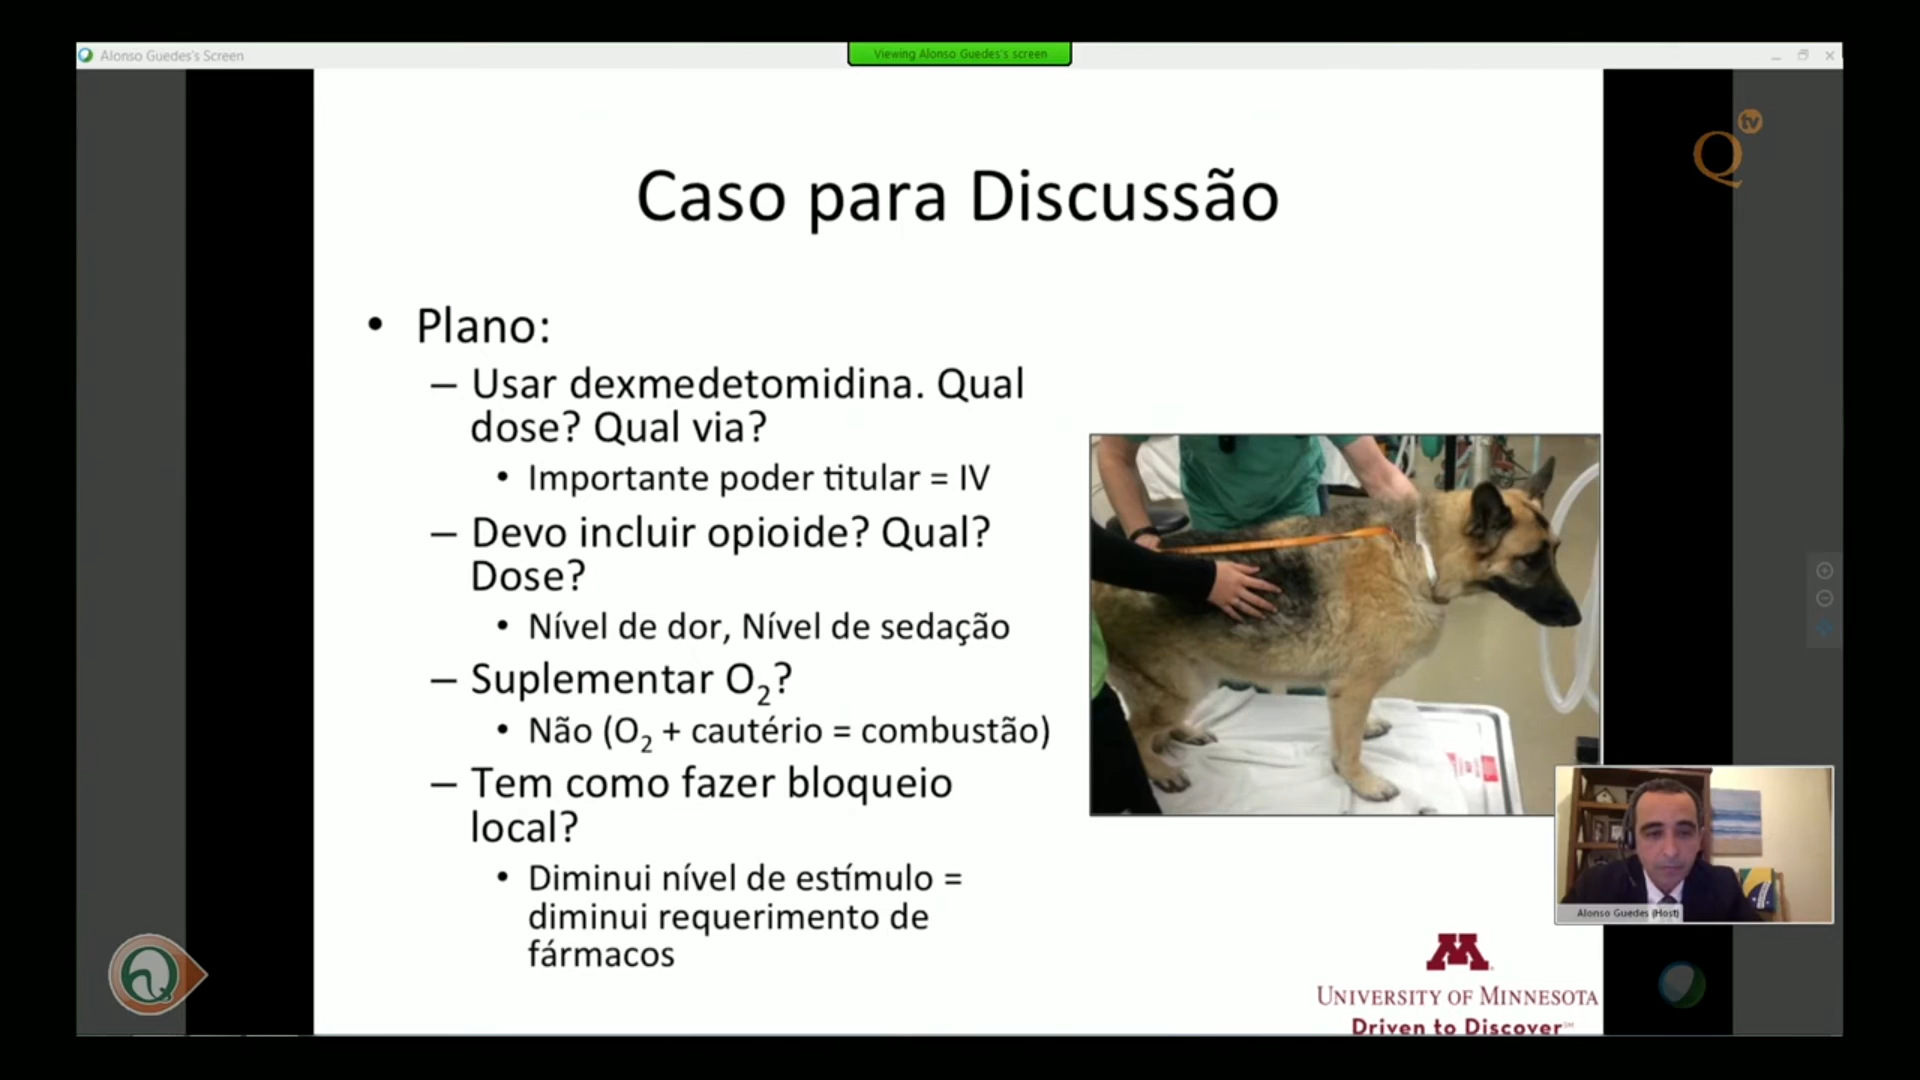 Alonso Guedes's Screen
Viewing Alonso Guedes's screen
Q tv
Caso para Discussão
• Plano:
– Usar dexmedetomidina. Qual
dose? Qual via?
• Importante poder titular = IV
– Devo incluir opioide? Qual?
Dose?
• Nível de dor, Nível de sedação
– Suplementar O₂?
• Não (O₂ + cautério = combustão)
– Tem como fazer bloqueio
local?
• Diminui nível de estímulo =
diminui requerimento de
fármacos
Alonso Guedes (Host)
M
UNIVERSITY OF MINNESOTA
Driven to Discover℠